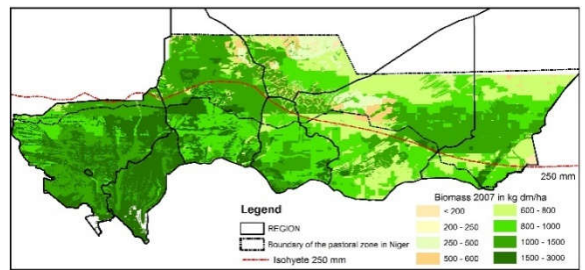 250 mm
Legend
REGION
Boundary of the pastoral zone in Niger
Isohyete 250 mm
Biomass 2007 in kg dm/ha
< 200
200 - 250
250 - 500
500 - 600
600 - 800
800 - 1000
1000 - 1500
1500 - 3000